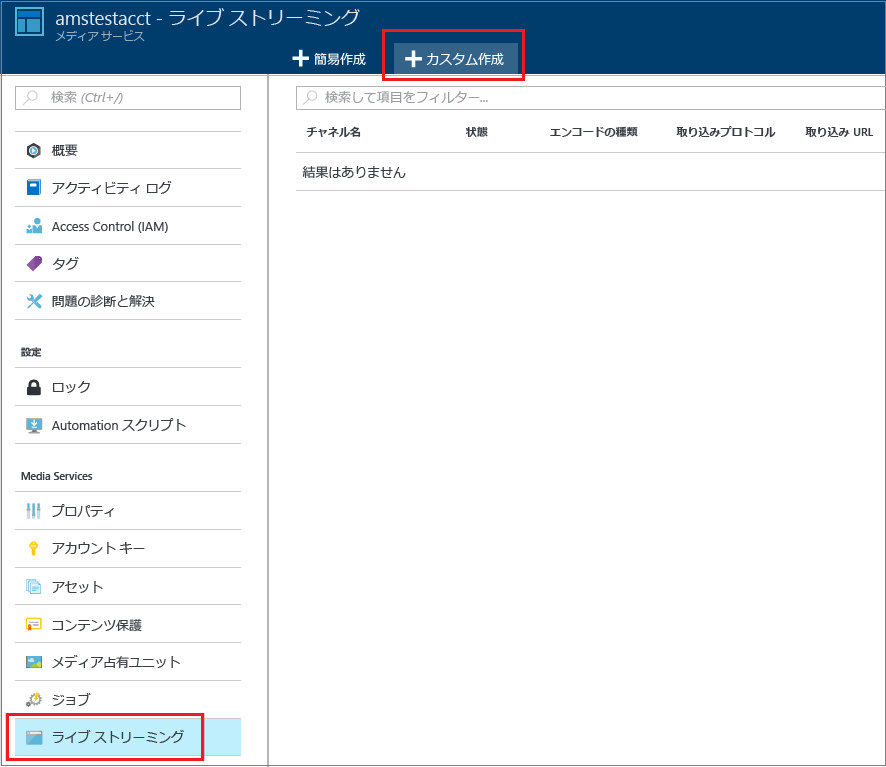 amstestacct - ライブ ストリーミング
メディア サービス
簡易作成 カスタム作成
検索 (Ctrl+/)
概要
アクティビティ ログ
Access Control (IAM)
タグ
問題の診断と解決
設定
ロック
Automation スクリプト
Media Services
プロパティ
アカウント キー
アセット
コンテンツ保護
メディア占有ユニット
ジョブ
ライブ ストリーミング
検索して項目をフィルター...
チャネル名 状態 エンコードの種類 取り込みプロトコル 取り込み URL
結果はありません